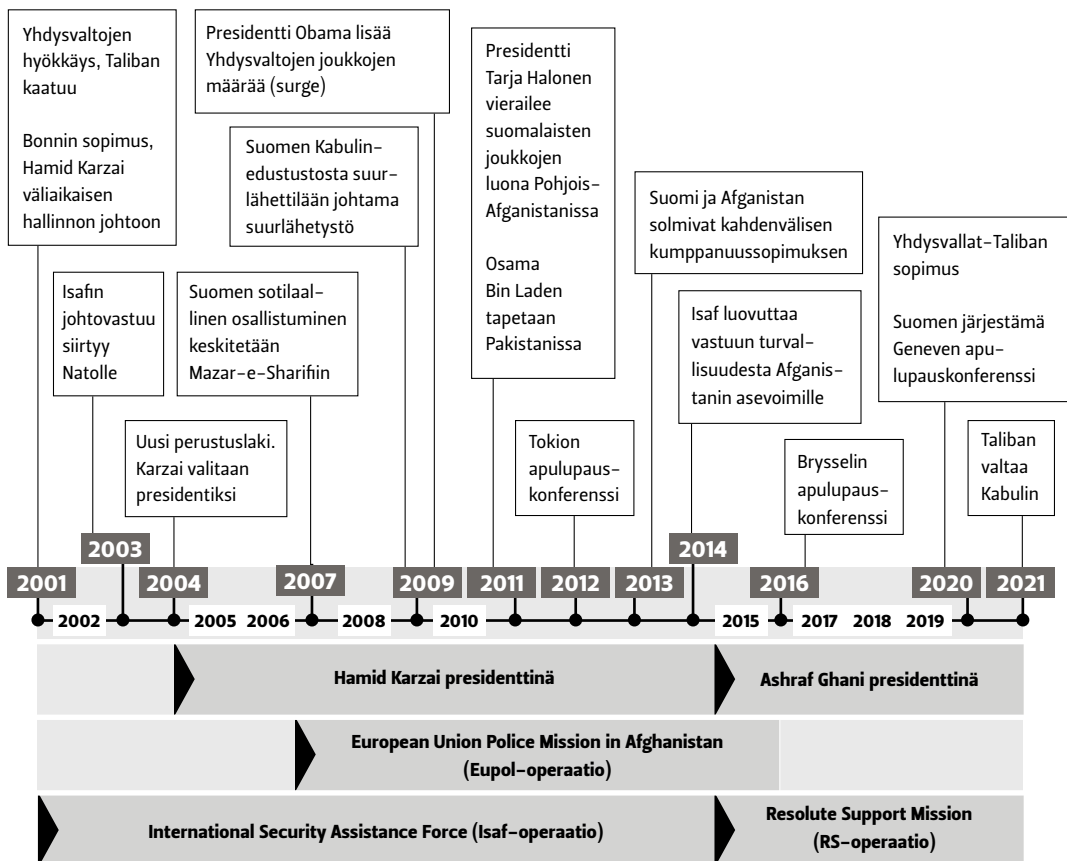 Yhdysvaltojen
hyökkäys, Taliban
kaatuu
Bonnin sopimus,
Hamid Karzai
väliaikaisen
hallinnon johtoon
Presidentti Obama lisää
Yhdysvaltojen joukkojen
määrää (surge)
Suomen Kabulin-
edustustosta suur-
lähettilään johtama
suurlähetystö
Presidentti
Tarja Halonen
vierailee
suomalaisten
joukkojen
luona Pohjois-
Afganistanissa
Osama
Bin Laden
tapetaan
Pakistanissa
Suomi ja Afganistan
solmivat kahdenvälisen
kumppanuussopimuksen
Yhdysvallat-Taliban
sopimus
Suomen järjestämä
Geneven apu-
lupauskonferenssi
Isafin
johtovastuu
siirtyy
Natolle
Suomen sotilaal-
linen osallistuminen
keskitetään
Mazar-e-Sharifiin
Isaf luovuttaa
vastuun turval-
lisuudesta Afganis-
tanin asevoimille
Uusi perustuslaki.
Karzai valitaan
presidentiksi
Tokion
apulupaus-
konferenssi
Brysselin
apulupaus-
konferenssi
Taliban
valtaa
Kabulin
2003 2014
2001 2004 2007 2009 2011 2012 2013 2016 2020 2021
2002 2005 2006 2008 2010 2015 2017 2018 2019
Hamid Karzai presidenttinä
Ashraf Ghani presidenttinä
European Union Police Mission in Afghanistan
(Eupol-operaatio)
International Security Assistance Force (Isaf-operaatio)
Resolute Support Mission
(RS-operaatio)